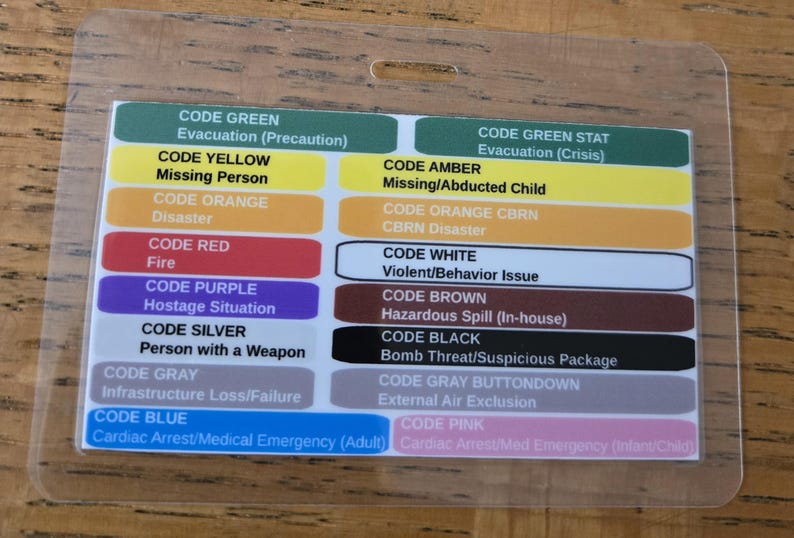 CODE GREEN
Evacuation (Precaution)
CODE GREEN STAT
Evacuation (Crisis)
CODE YELLOW
Missing Person
CODE AMBER
Missing/Abducted Child
CODE ORANGE
Disaster
CODE ORANGE CBRN
CBRN Disaster
CODE RED
Fire
CODE WHITE
Violent/Behavior Issue
CODE PURPLE
Hostage Situation
CODE BROWN
Hazardous Spill (In-house)
CODE SILVER
Person with a Weapon
CODE BLACK
Bomb Threat/Suspicious Package
CODE GRAY
Infrastructure Loss/Failure
CODE GRAY BUTTONDOWN
External Air Exclusion
CODE BLUE
Cardiac Arrest/Medical Emergency (Adult)
CODE PINK
Cardiac Arrest/Med Emergency (Infant/Child)